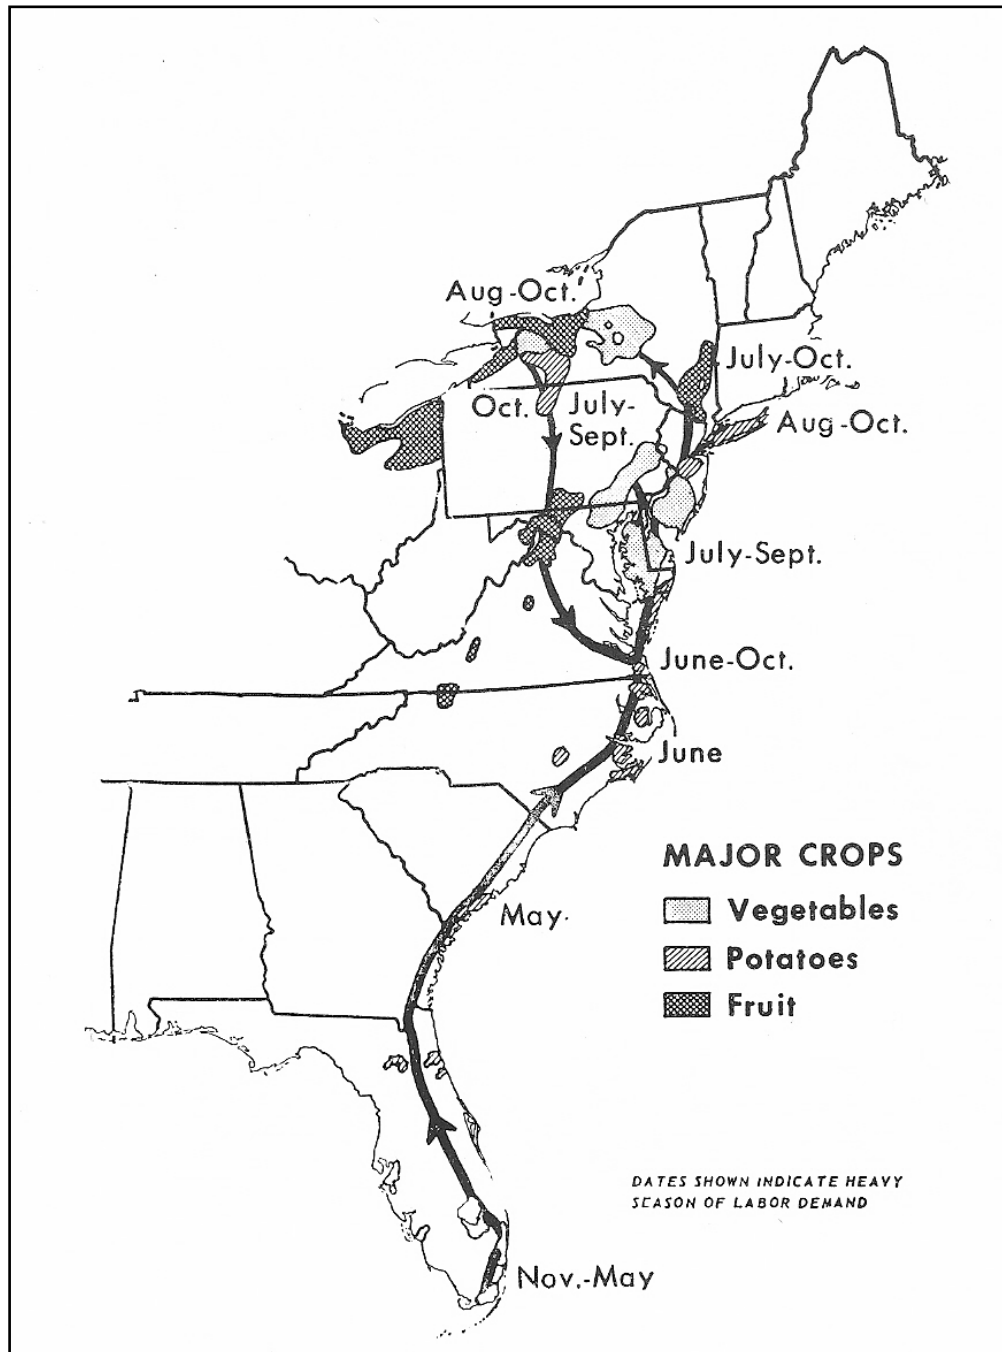 Aug-Oct.
July-Oct.
Oct.
July-
Sept.
Aug-Oct.
July-Sept.
June-Oct.
June
MAJOR CROPS
Vegetables
Potatoes
Fruit
May.
DATES SHOWN INDICATE HEAVY
SEASON OF LABOR DEMAND
Nov.-May